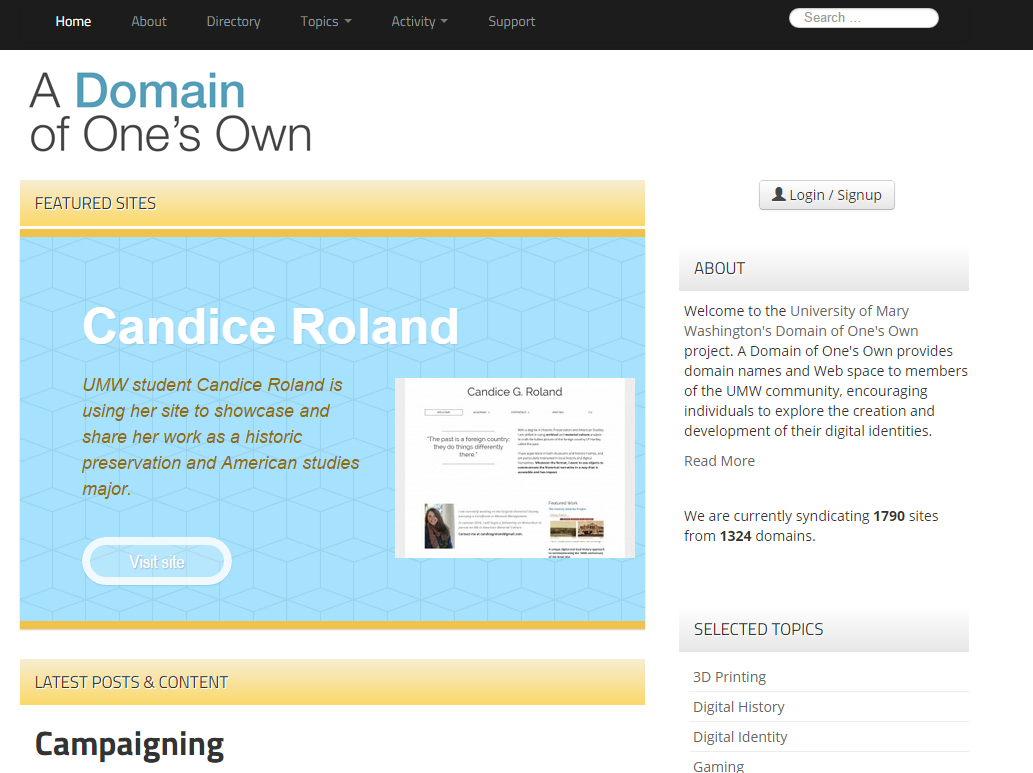 Home About Directory Topics Activity Support Search ...
A Domain
of One's Own
FEATURED SITES
Candice Roland
UMW student Candice Roland is
using her site to showcase and
share her work as a historic
preservation and American studies
major.
Visit site
Candice G. Roland
"The past is a foreign country;
they do things differently
there."
Featured Work
LATEST POSTS & CONTENT
Campaigning
Login / Signup
ABOUT
Welcome to the University of Mary
Washington's Domain of One's Own
project. A Domain of One's Own provides
domain names and Web space to members
of the UMW community, encouraging
individuals to explore the creation and
development of their digital identities.
Read More
We are currently syndicating 1790 sites
from 1324 domains.
SELECTED TOPICS
3D Printing
Digital History
Digital Identity
Gaming